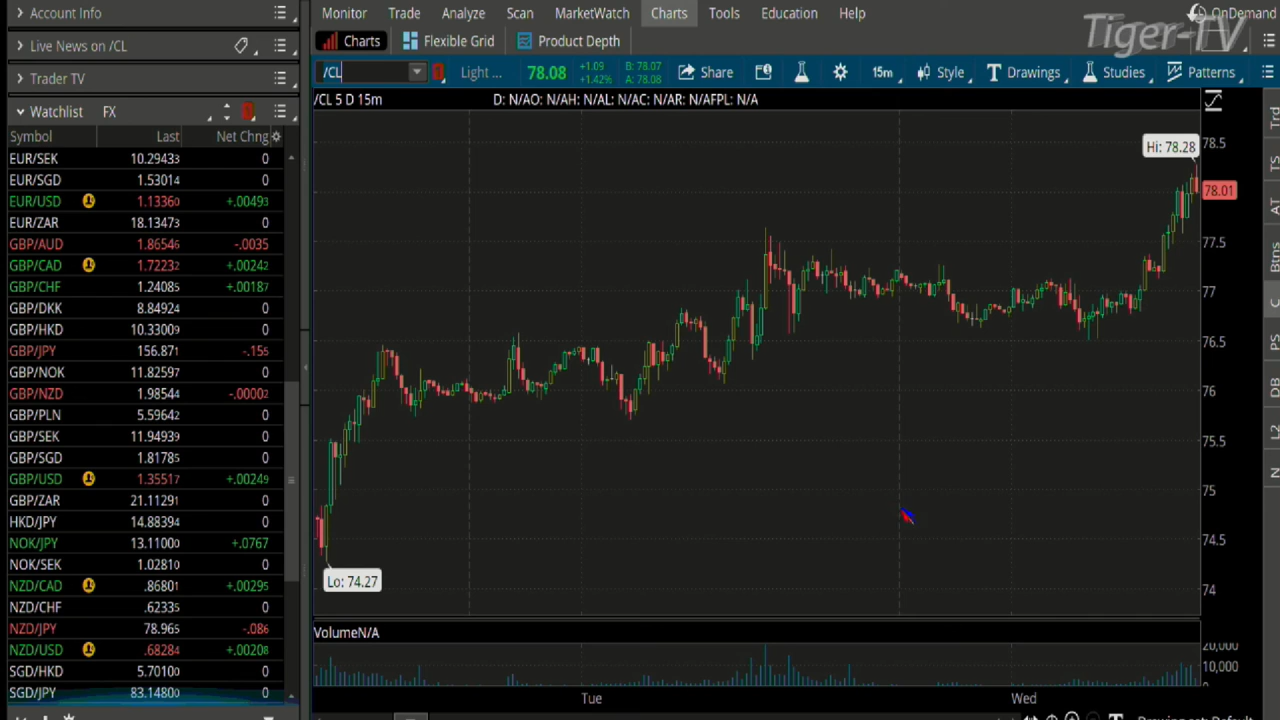 Account Info
Live News on /CL
Trader TV
Watchlist FX
Symbol Last Net Chng
EUR/SEK 10.29433 0
EUR/SGD 1.53014 0
EUR/USD 1.13360 +.00493
EUR/ZAR 18.13473 0
GBP/AUD 1.86546 -.0035
GBP/CAD 1.72232 +.00242
GBP/CHF 1.24085 +.00187
GBP/DKK 8.84924 0
GBP/HKD 10.33009 0
GBP/JPY 156.871 -.155
GBP/NOK 11.82597 0
GBP/NZD 1.98544 -.00002
GBP/PLN 5.59642 0
GBP/SEK 11.94939 0
GBP/SGD 1.81785 0
GBP/USD 1.35517 +.00249
GBP/ZAR 21.11291 0
HKD/JPY 14.88394 0
NOK/JPY 13.11000 +.0767
NOK/SEK 1.02810 0
NZD/CAD .86801 +.00295
NZD/CHF .62335 0
NZD/JPY 78.965 -.086
NZD/USD .68284 +.00208
SGD/HKD 5.70100 0
SGD/JPY 83.14800 0
Monitor Trade Analyze Scan MarketWatch Charts Tools Education Help
OnDemand
Tiger-TV
Charts Flexible Grid Product Depth
/CL Light ... 78.08 +1.09 B: 78.07
+1.42% A: 78.08
Share 15m Style Drawings Studies Patterns
/CL 5 D 15m D: N/AO: N/AH: N/AL: N/AC: N/AR: N/AFPL: N/A
Hi: 78.28
78.5
78.01
77.5
77
76.5
76
75.5
75
74.5
74
Lo: 74.27
VolumeN/A
20,000
10,000
Tue Wed
Trd
TS
AT
Btns
C
PS
DB
L2
N
Drawing set: Default